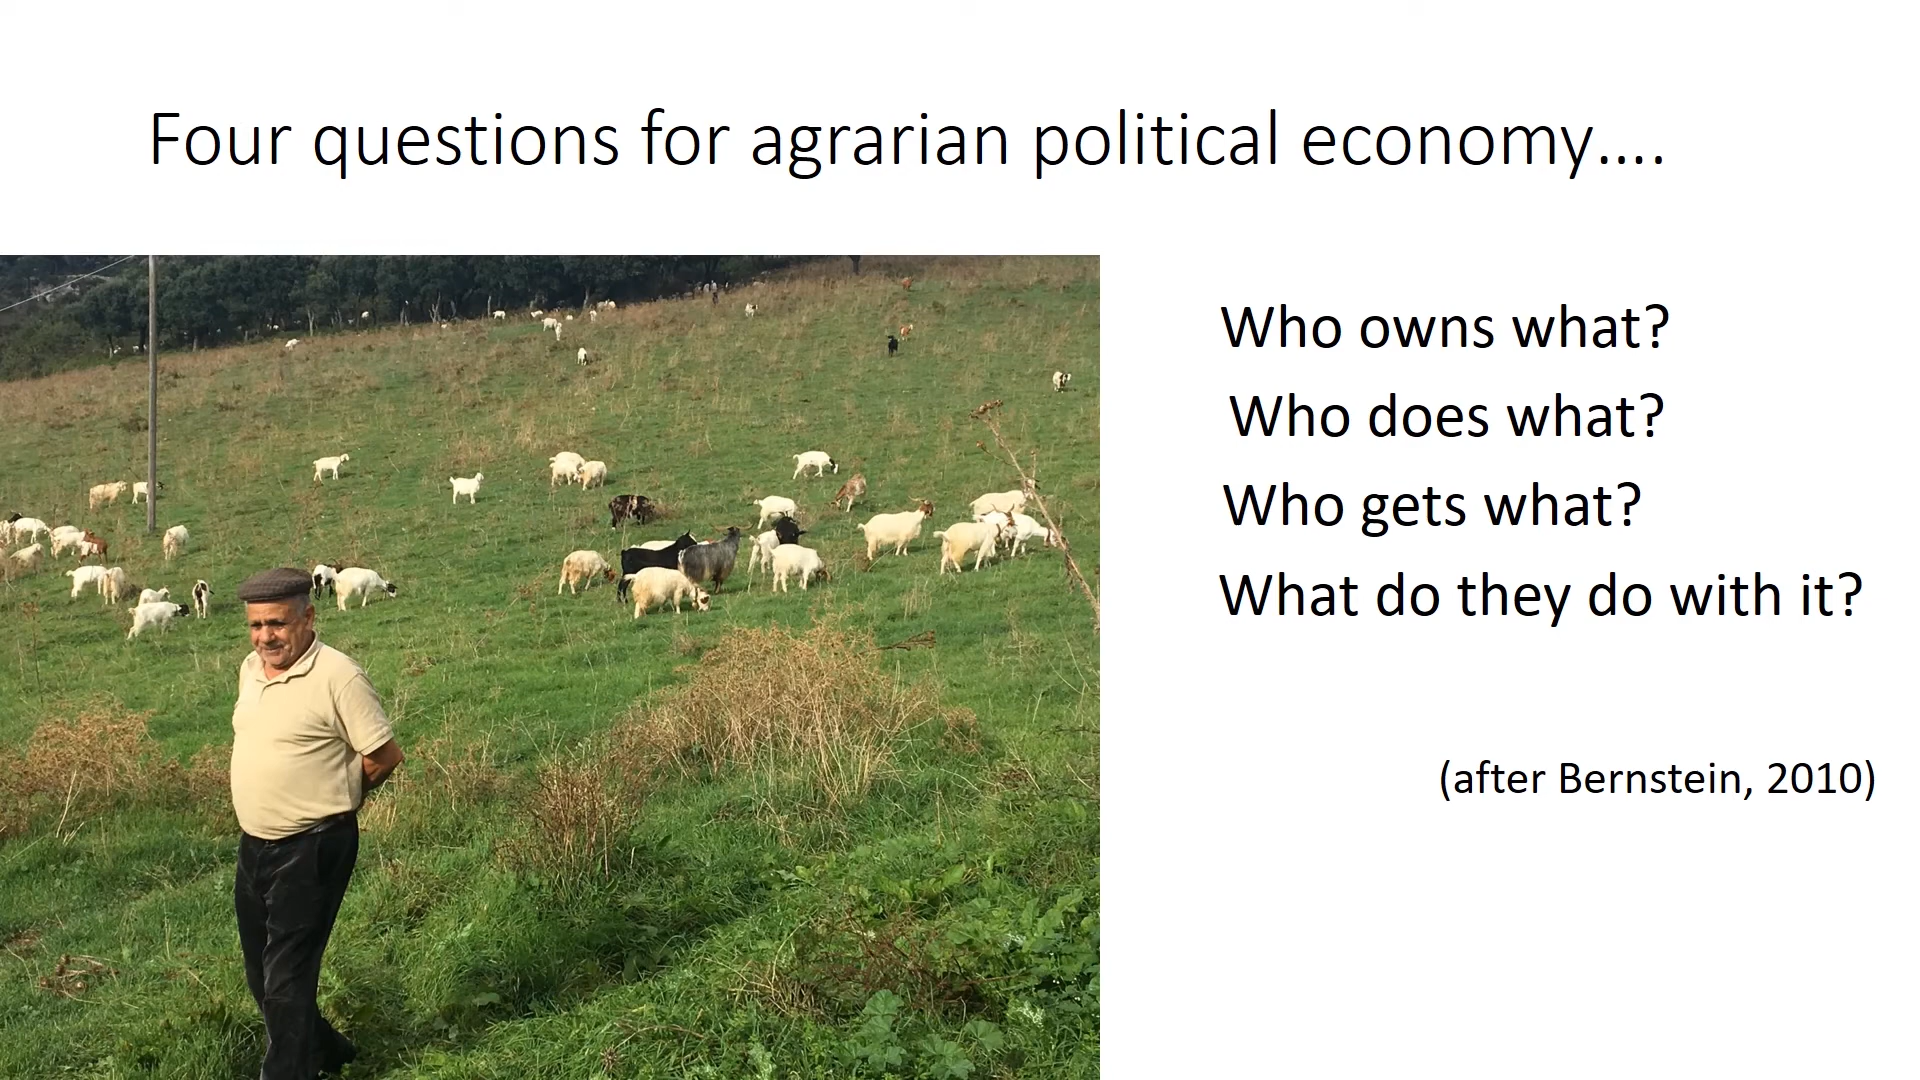 Four questions for agrarian political economy....
Who owns what?
Who does what?
Who gets what?
What do they do with it?
(after Bernstein, 2010)